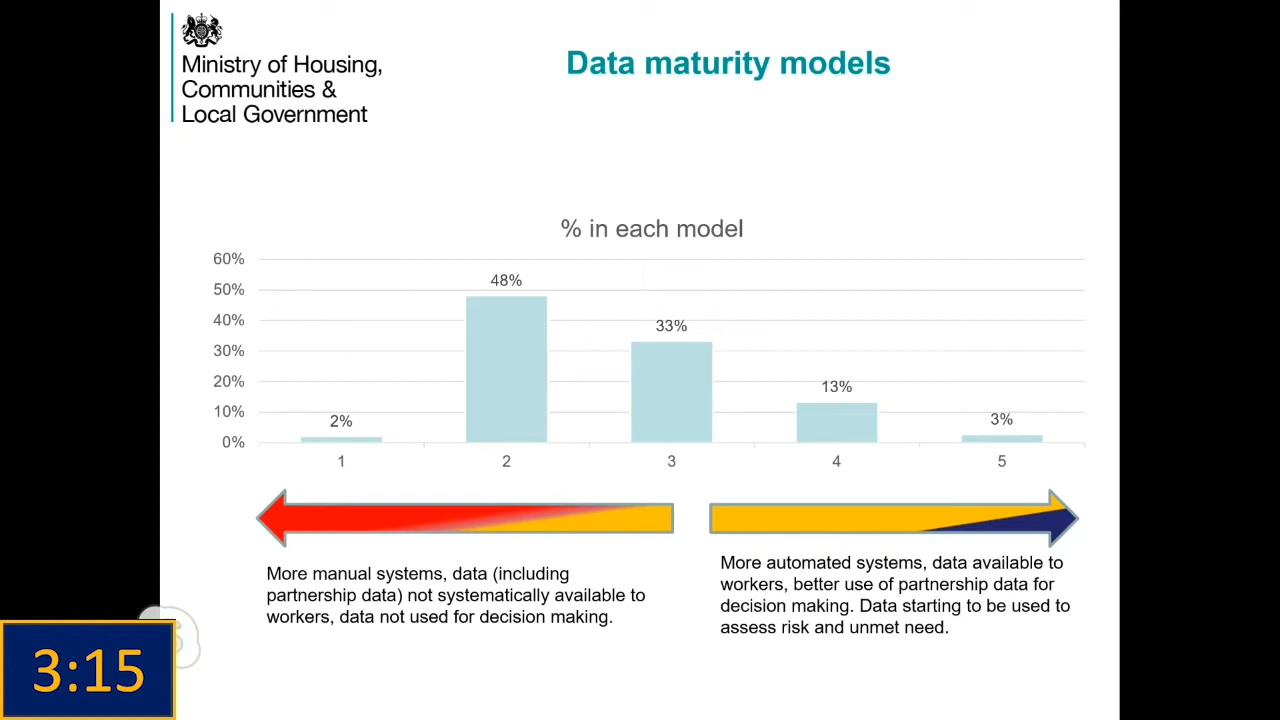 Ministry of Housing,
Communities &
Local Government
Data maturity models
% in each model
60%
50%
40%
30%
20%
10%
0%
2%
48%
33%
13%
3%
1
2
3
4
5
More manual systems, data (including
partnership data) not systematically available to
workers, data not used for decision making.
More automated systems, data available to
workers, better use of partnership data for
decision making. Data starting to be used to
assess risk and unmet need.
3:15